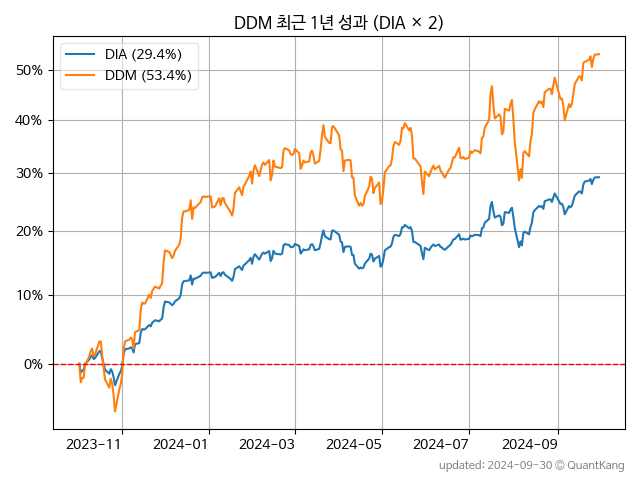 DDM 최근 1년 성과 (DIA × 2)
DIA (29.4%)
DDM (53.4%)
50%
40%
30%
20%
10%
0%
2023−11 2024−01 2024−03 2024−05 2024−07 2024−09
updated: 2024-09-30 © QuantKang